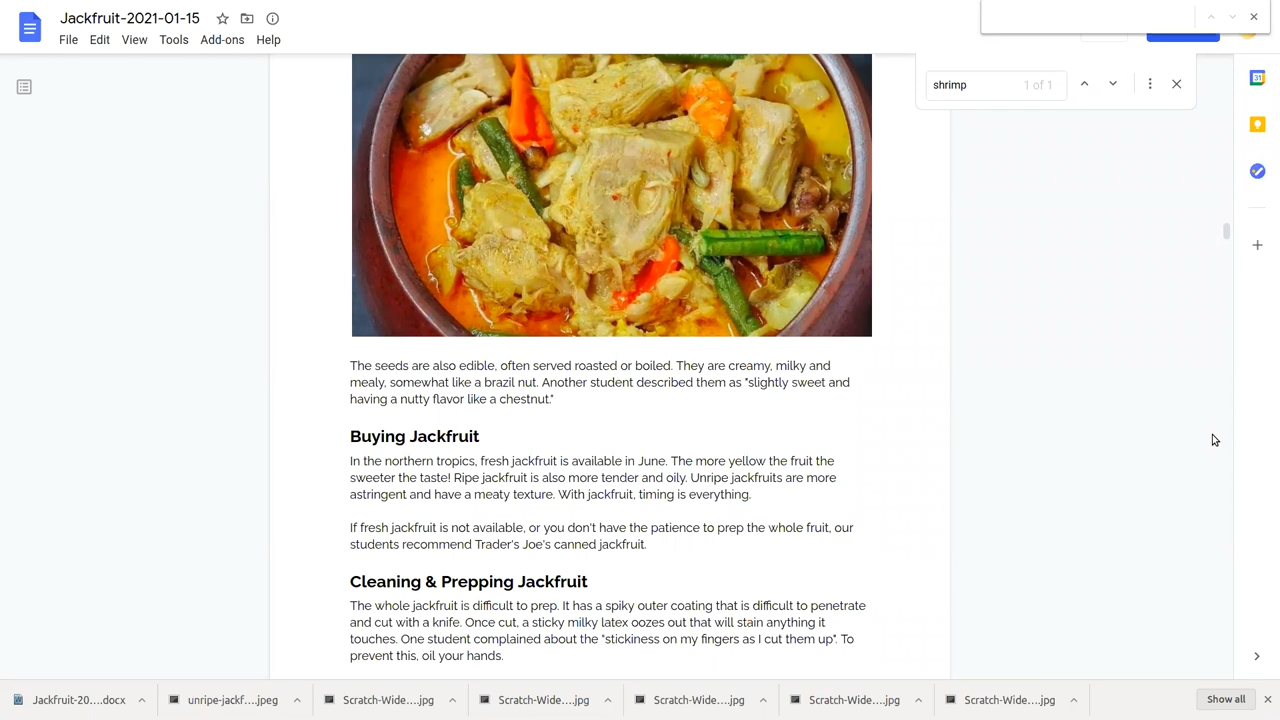 Jackfruit-2021-01-15
File Edit View Tools Add-ons Help
shrimp 1 of 1
31
The seeds are also edible, often served roasted or boiled. They are creamy, milky and
mealy, somewhat like a brazil nut. Another student described them as "slightly sweet and
having a nutty flavor like a chestnut."
Buying Jackfruit
In the northern tropics, fresh jackfruit is available in June. The more yellow the fruit the
sweeter the taste! Ripe jackfruit is also more tender and oily. Unripe jackfruits are more
astringent and have a meaty texture. With jackfruit, timing is everything.
If fresh jackfruit is not available, or you don't have the patience to prep the whole fruit, our
students recommend Trader's Joe's canned jackfruit.
Cleaning & Prepping Jackfruit
The whole jackfruit is difficult to prep. It has a spiky outer coating that is difficult to penetrate
and cut with a knife. Once cut, a sticky milky latex oozes out that will stain anything it
touches. One student complained about the "stickiness on my fingers as I cut them up". To
prevent this, oil your hands.
Jackfruit-20....docx unripe-jackf....jpeg Scratch-Wide....jpg Scratch-Wide....jpg Scratch-Wide....jpg Scratch-Wide....jpg Scratch-Wide....jpg Show all